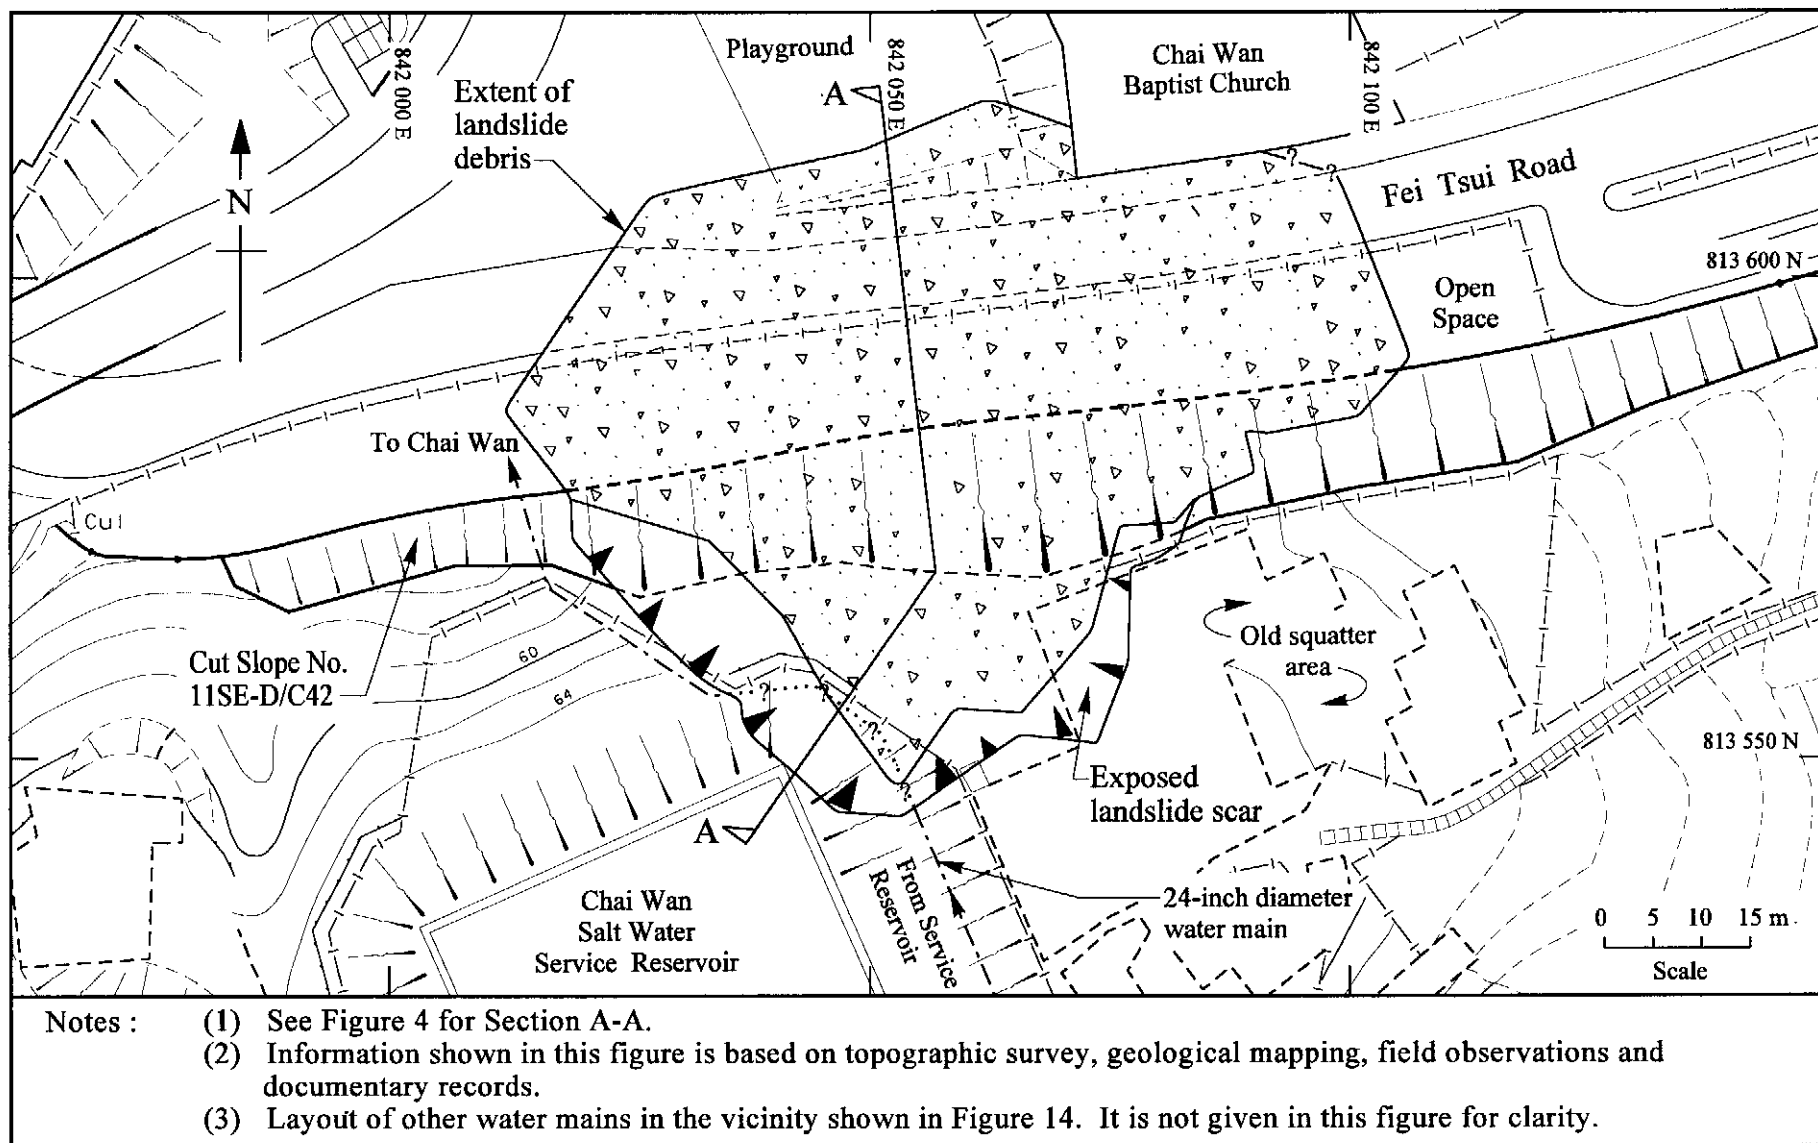 Playground
842 000 E
842 050 E
842 100 E
Chai Wan
Baptist Church
Extent of
landslide
debris
A
N
?
?
Fei Tsui Road
813 600 N
Open
Space
To Chai Wan
Cul
Cut Slope No.
11SE-D/C42
60
64
Old squatter
area
?
?
?
?
813 550 N
Exposed
landslide scar
A
Chai Wan
Salt Water
Service Reservoir
From Service
Reservoir
24-inch diameter
water main
0 5 10 15 m
Scale
Notes :
(1) See Figure 4 for Section A-A.
(2) Information shown in this figure is based on topographic survey, geological mapping, field observations and
documentary records.
(3) Layout of other water mains in the vicinity shown in Figure 14. It is not given in this figure for clarity.